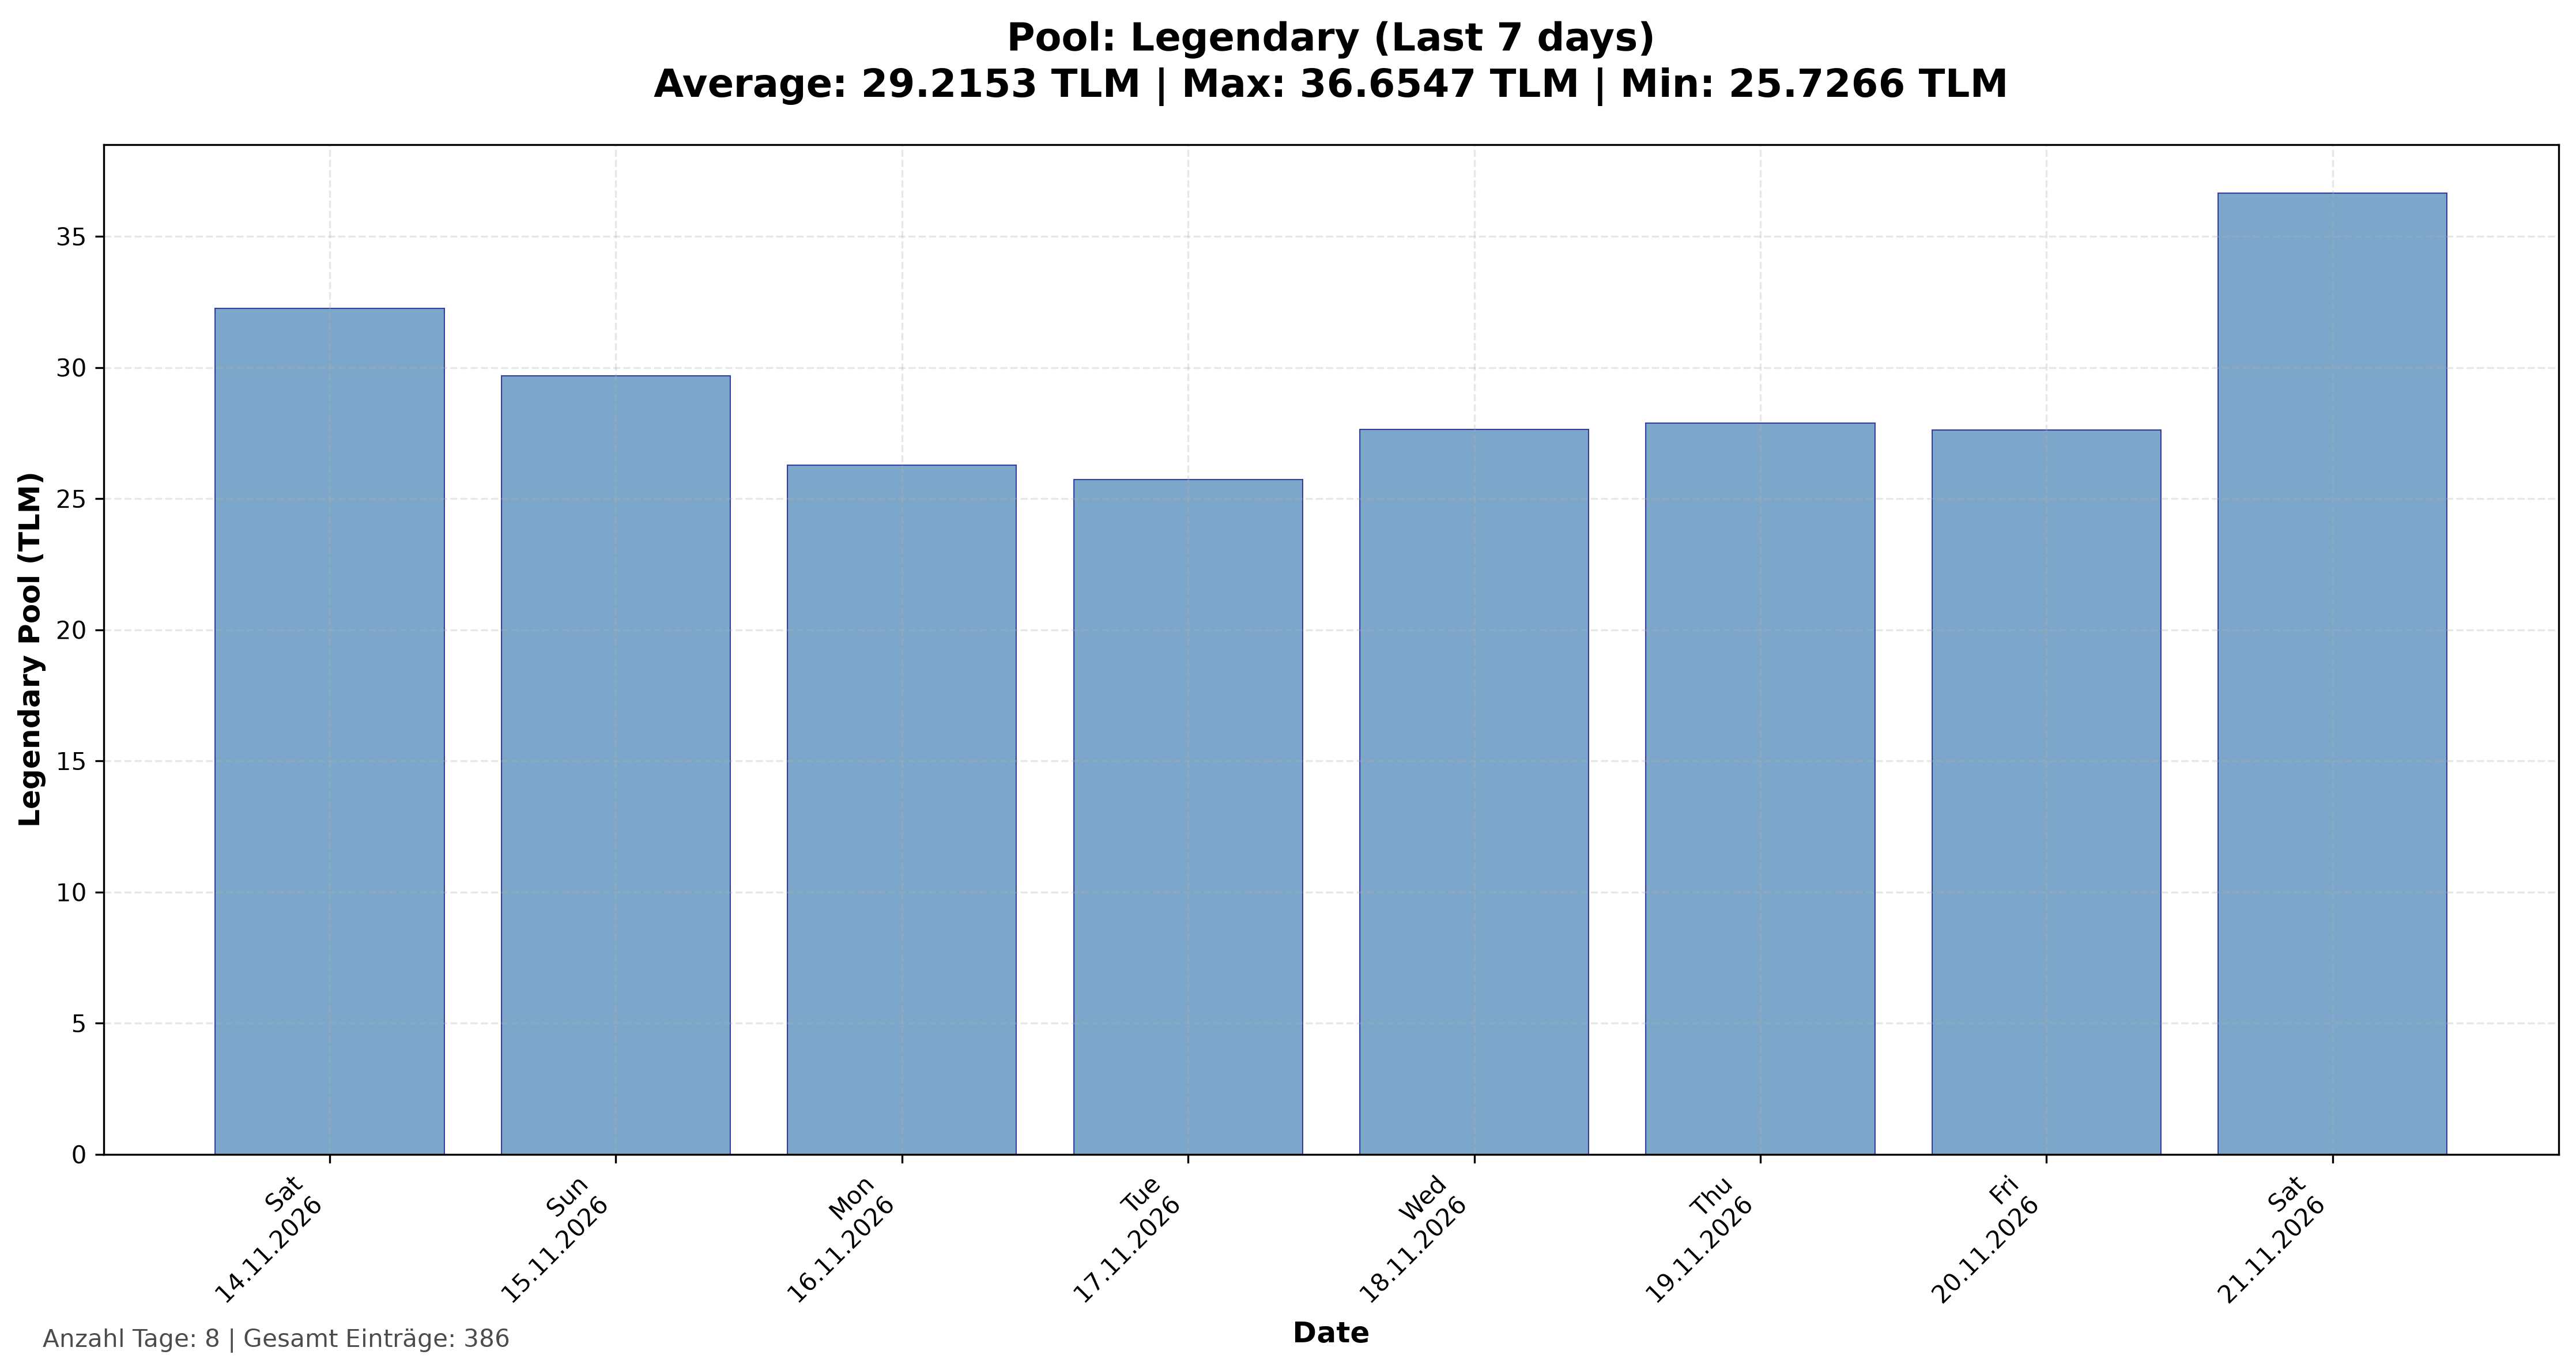 Pool: Legendary (Last 7 days)
Average: 29.2153 TLM | Max: 36.6547 TLM | Min: 25.7266 TLM
Legendary Pool (TLM)
35
30
25
20
15
10
5
0
Sat
14.11.2026
Sun
15.11.2026
Mon
16.11.2026
Tue
17.11.2026
Wed
18.11.2026
Thu
19.11.2026
Fri
20.11.2026
Sat
21.11.2026
Date
Anzahl Tage: 8 | Gesamt Einträge: 386